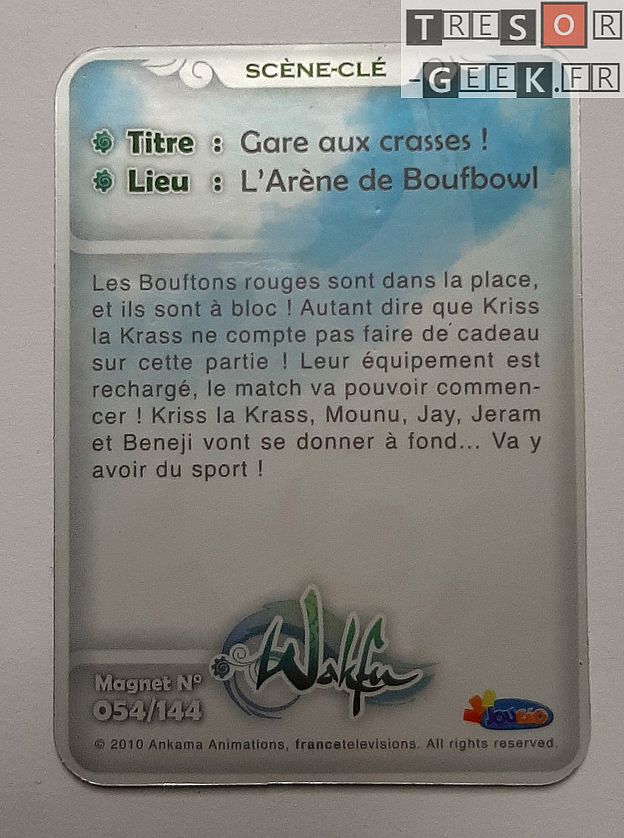 TRESOR
GEEK.FR
SCÈNE-CLÉ
Titre : Gare aux crasses !
Lieu : L'Arène de Boufbowl
Les Bouftons rouges sont dans la place,
et ils sont à bloc ! Autant dire que Kriss
la Krass ne compte pas faire de cadeau
sur cette partie ! Leur équipement est
rechargé, le match va pouvoir commen-
cer ! Kriss la Krass, Mounu, Jay, Jeram
et Beneji vont se donner à fond... Va y
avoir du sport !
Wakfu
Magnet N°
054/144
© 2010 Ankama Animations, francetelevisions. All rights reserved.